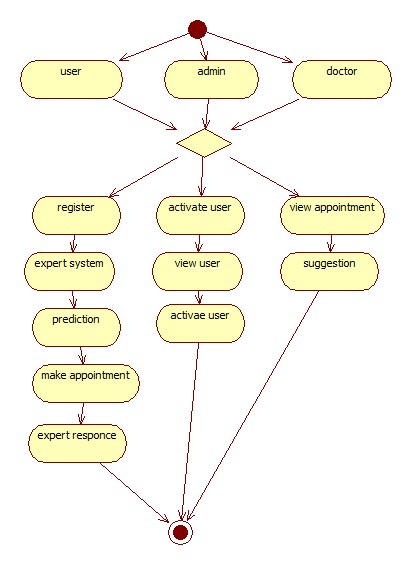 user
admin
doctor
register
activate user
view appointment
expert system
view user
suggestion
prediction
activae user
make appointment
expert responce